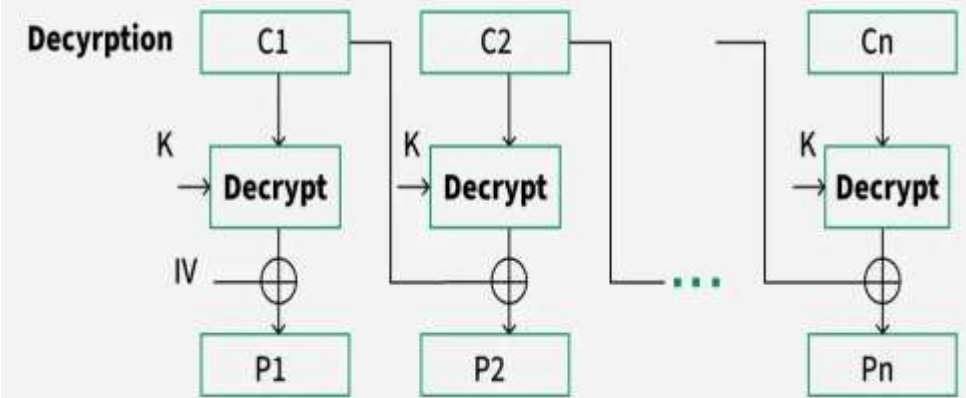 Decyrption C1 C2 Cn
K K K
Decrypt Decrypt Decrypt
IV
P1 P2 Pn